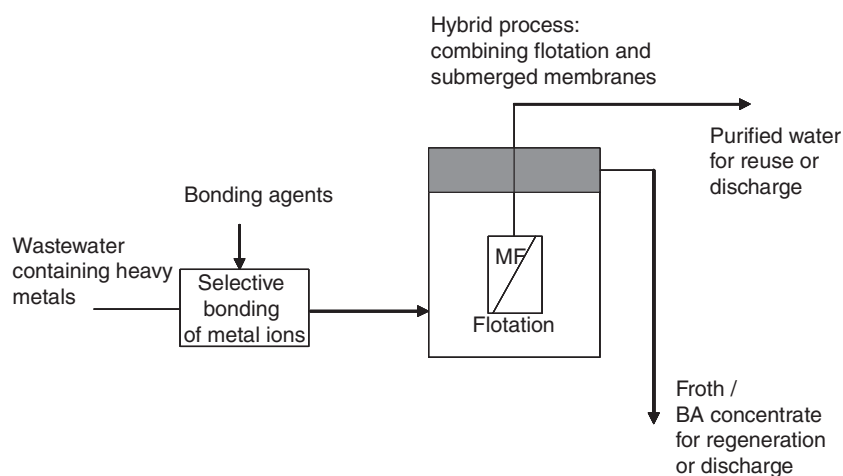 Hybrid process:
combining flotation and
submerged membranes
Purified water
for reuse or
discharge
Bonding agents
Wastewater
containing heavy
metals
Selective
bonding
of metal ions
MF
Flotation
Froth /
BA concentrate
for regeneration
or discharge